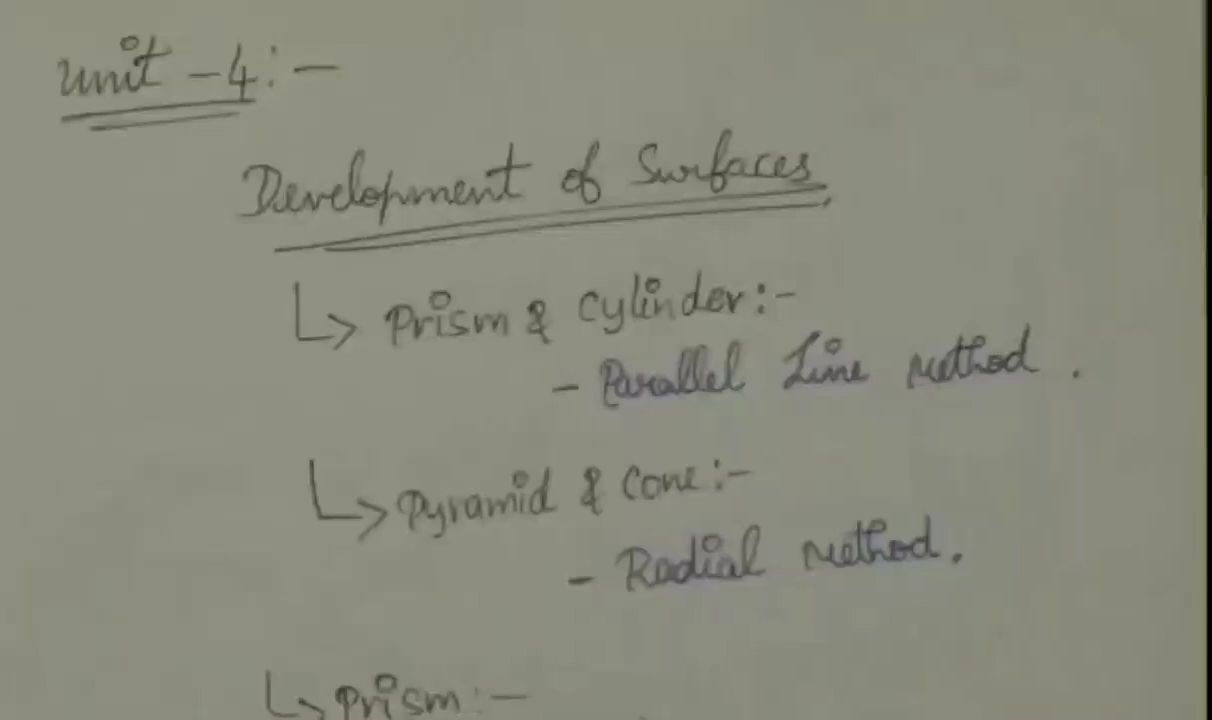 Unit - 4:-
Development of Surfaces
↳ Prism & Cylinder:-
- Parallel Line Method.
↳ Pyramid & Cone:-
- Radial Method.
↳ Prism:-